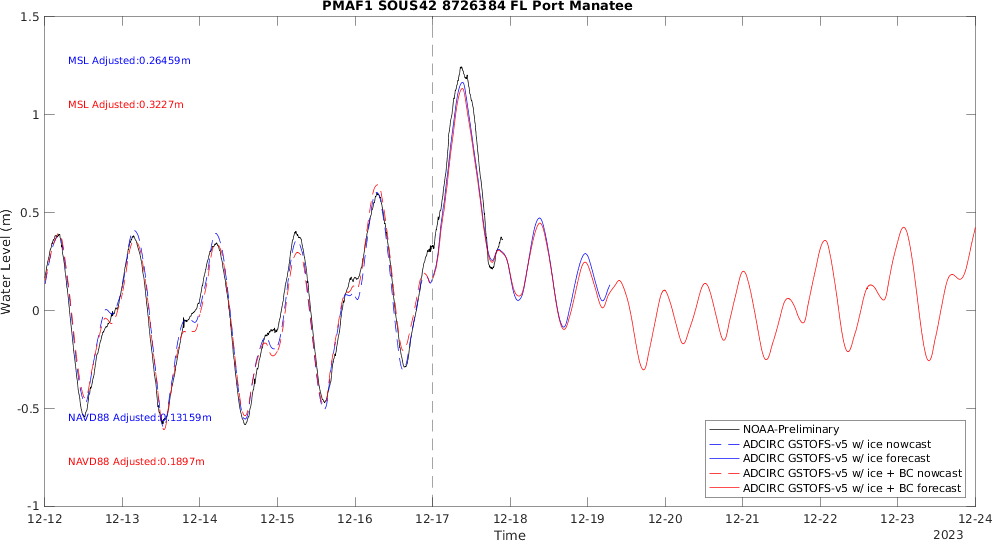 PMAF1 SOUS42 8726384 FL Port Manatee
1.5
MSL Adjusted:0.26459m
MSL Adjusted:0.3227m
1
0.5
Water Level (m)
0
-0.5
NAVD88 Adjusted:0.13159m
NAVD88 Adjusted:0.1897m
-1
NOAA-Preliminary
ADCIRC GSTOFS-v5 w/ ice nowcast
ADCIRC GSTOFS-v5 w/ ice forecast
ADCIRC GSTOFS-v5 w/ ice + BC nowcast
ADCIRC GSTOFS-v5 w/ ice + BC forecast
12-12 12-13 12-14 12-15 12-16 12-17 12-18 12-19 12-20 12-21 12-22 12-23 12-24
Time
2023